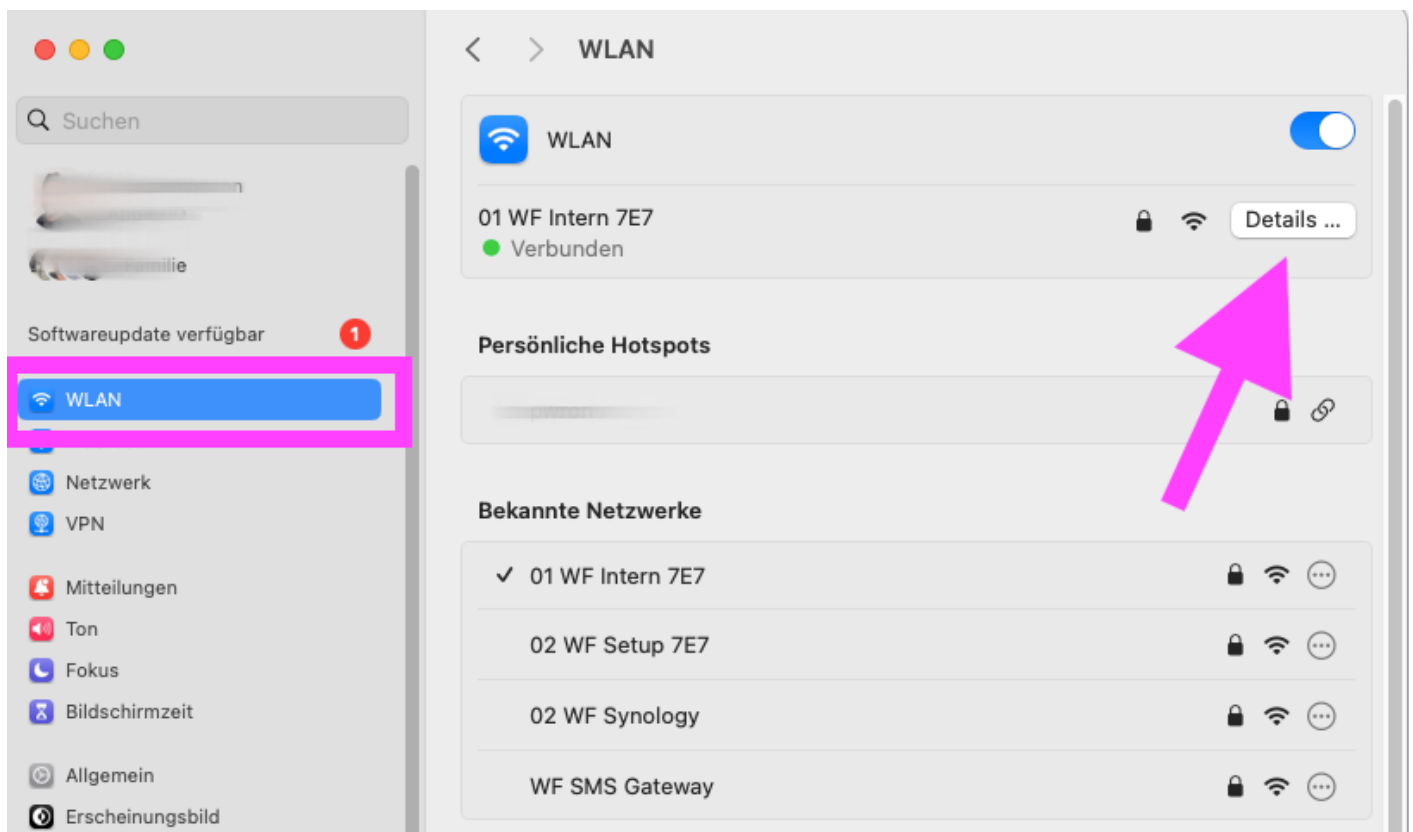 WLAN
Suchen
Softwareupdate verfügbar 1
WLAN
Netzwerk
VPN
Mitteilungen
Ton
Fokus
Bildschirmzeit
Allgemein
Erscheinungsbild
WLAN
01 WF Intern 7E7
Verbunden
Details ...
Persönliche Hotspots
Bekannte Netzwerke
01 WF Intern 7E7
02 WF Setup 7E7
02 WF Synology
WF SMS Gateway